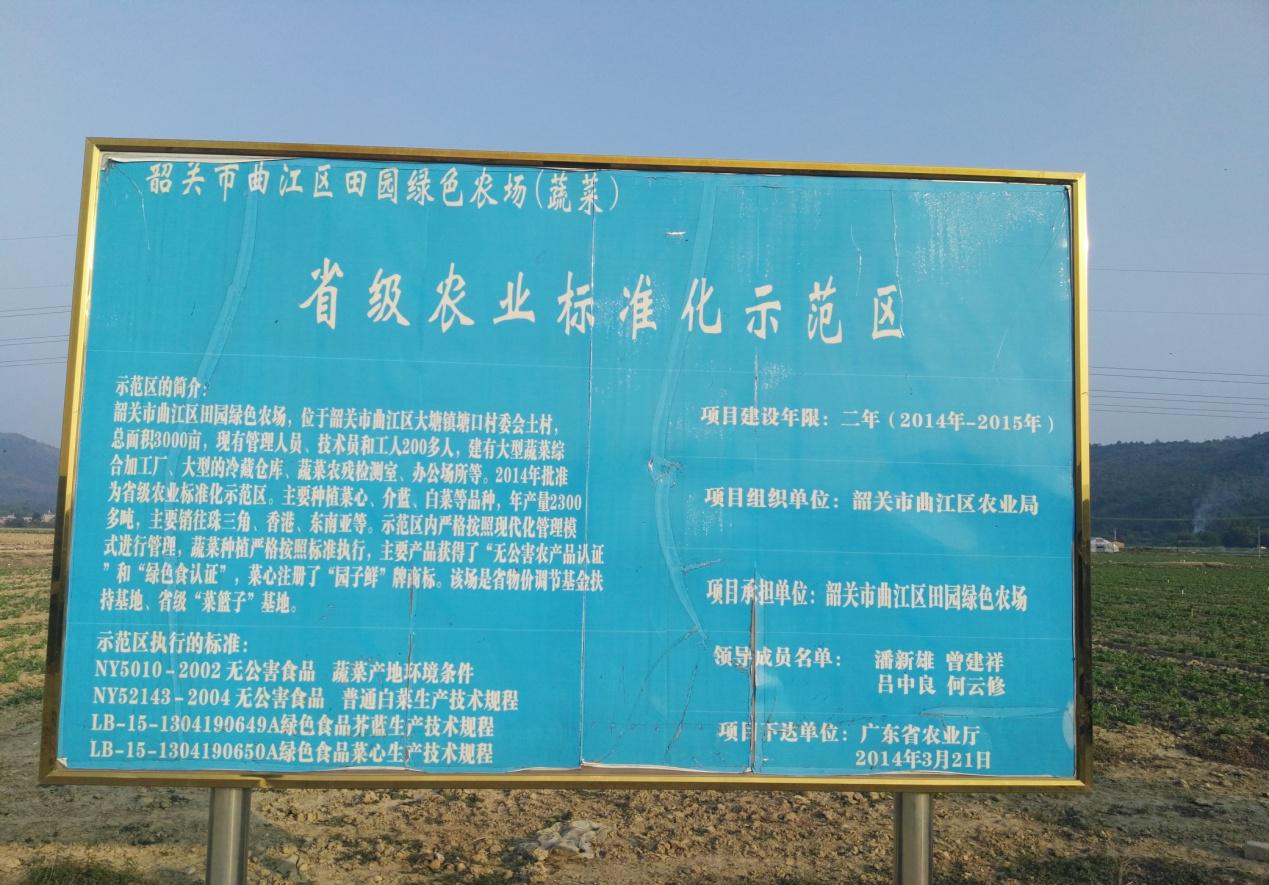 韶关市曲江区田园绿色农场(蔬菜)
省级农业标准化示范区
示范区的简介:
韶关市曲江区田园绿色农场，位于韶关市曲江区大塘镇塘口村委会土村，
总面积3000亩，现有管理人员、技术员和工人200多人，建有大型蔬菜综
合加工厂、大型的冷藏仓库、蔬菜农残检测室、办公场所等。2014年批准
为省级农业标准化示范区。主要种植菜心、介蓝、白菜等品种，年产量2300
多吨，主要销往珠三角、香港、东南亚等。示范区内严格按照现代化管理模
式进行管理，蔬菜种植严格按照标准执行，主要产品获得了“无公害农产品认证
”和“绿色食认证”，菜心注册了“园子鲜”牌商标。该场是省物价调节基金扶
持基地、省级“菜篮子”基地。
示范区执行的标准:
NY5010-2002 无公害食品 蔬菜产地环境条件
NY52143-2004 无公害食品 普通白菜生产技术规程
LB-15-1304190649A绿色食品芥蓝生产技术规程
LB-15-1304190650A绿色食品菜心生产技术规程
项目建设年限: 二年（2014年-2015年）
项目组织单位: 韶关市曲江区农业局
项目承担单位: 韶关市曲江区田园绿色农场
领导成员名单: 潘新雄 曾建祥
吕中良 何云修
项目下达单位: 广东省农业厅
2014年3月21日